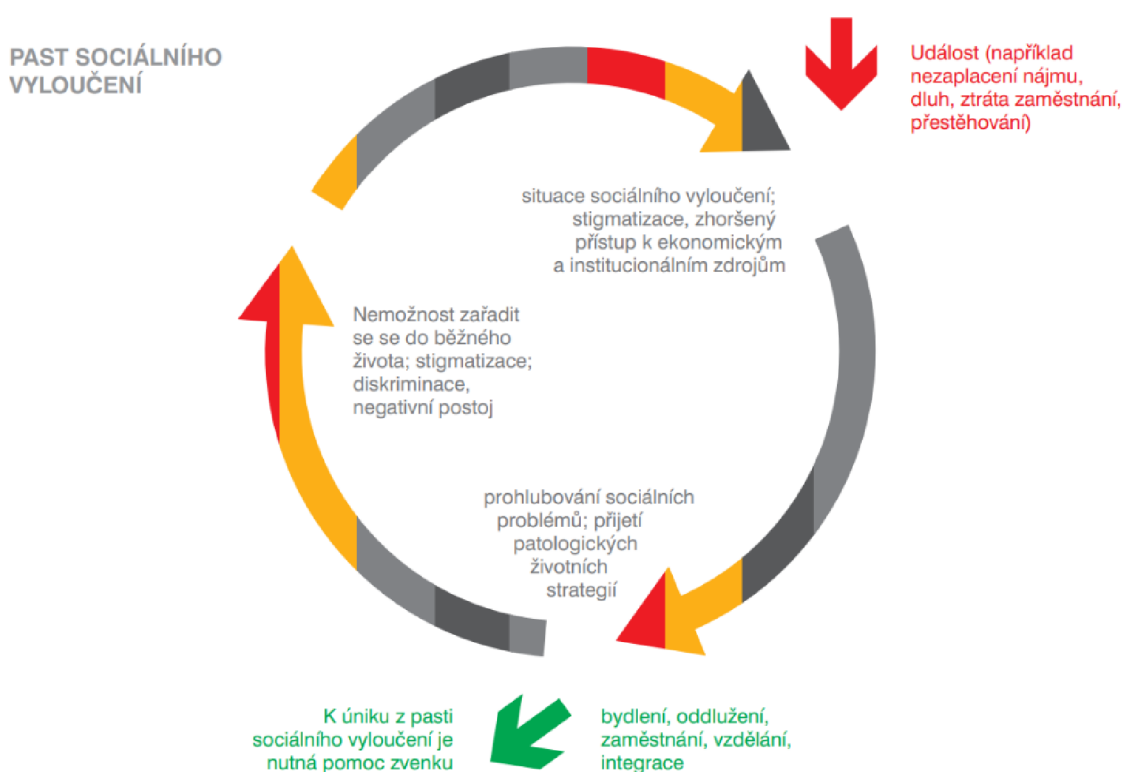 PAST SOCIÁLNÍHO
VYLOUČENÍ
Událost (například
nezaplacení nájmu,
dluh, ztráta zaměstnání,
přestěhování)
situace sociálního vyloučení;
stigmatizace, zhoršený
přístup k ekonomickým
a institucionálním zdrojům
Nemožnost zařadit
se se do běžného
života; stigmatizace;
diskriminace,
negativní postoj
prohlubování sociálních
problémů; přijetí
patologických
životních
strategií
K úniku z pasti
sociálního vyloučení je
nutná pomoc zvenku
bydlení, oddlužení,
zaměstnání, vzdělání,
integrace